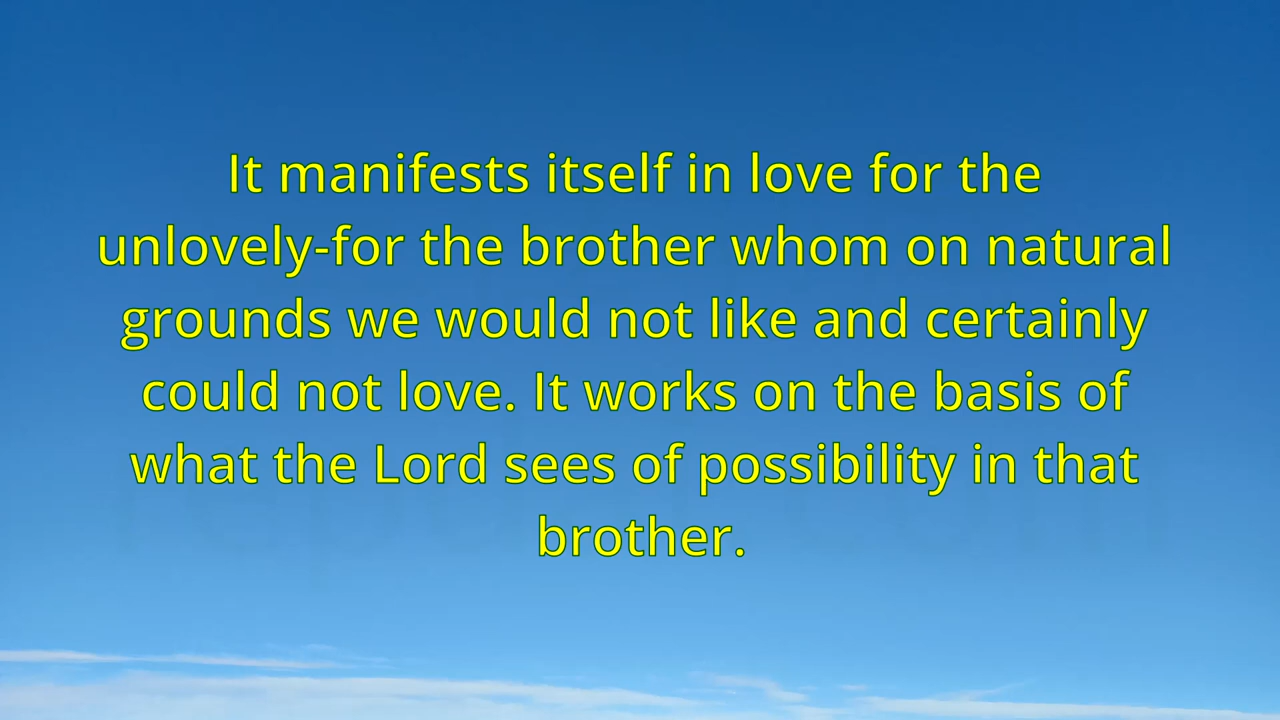 It manifests itself in love for the
unlovely-for the brother whom on natural
grounds we would not like and certainly
could not love. It works on the basis of
what the Lord sees of possibility in that
brother.